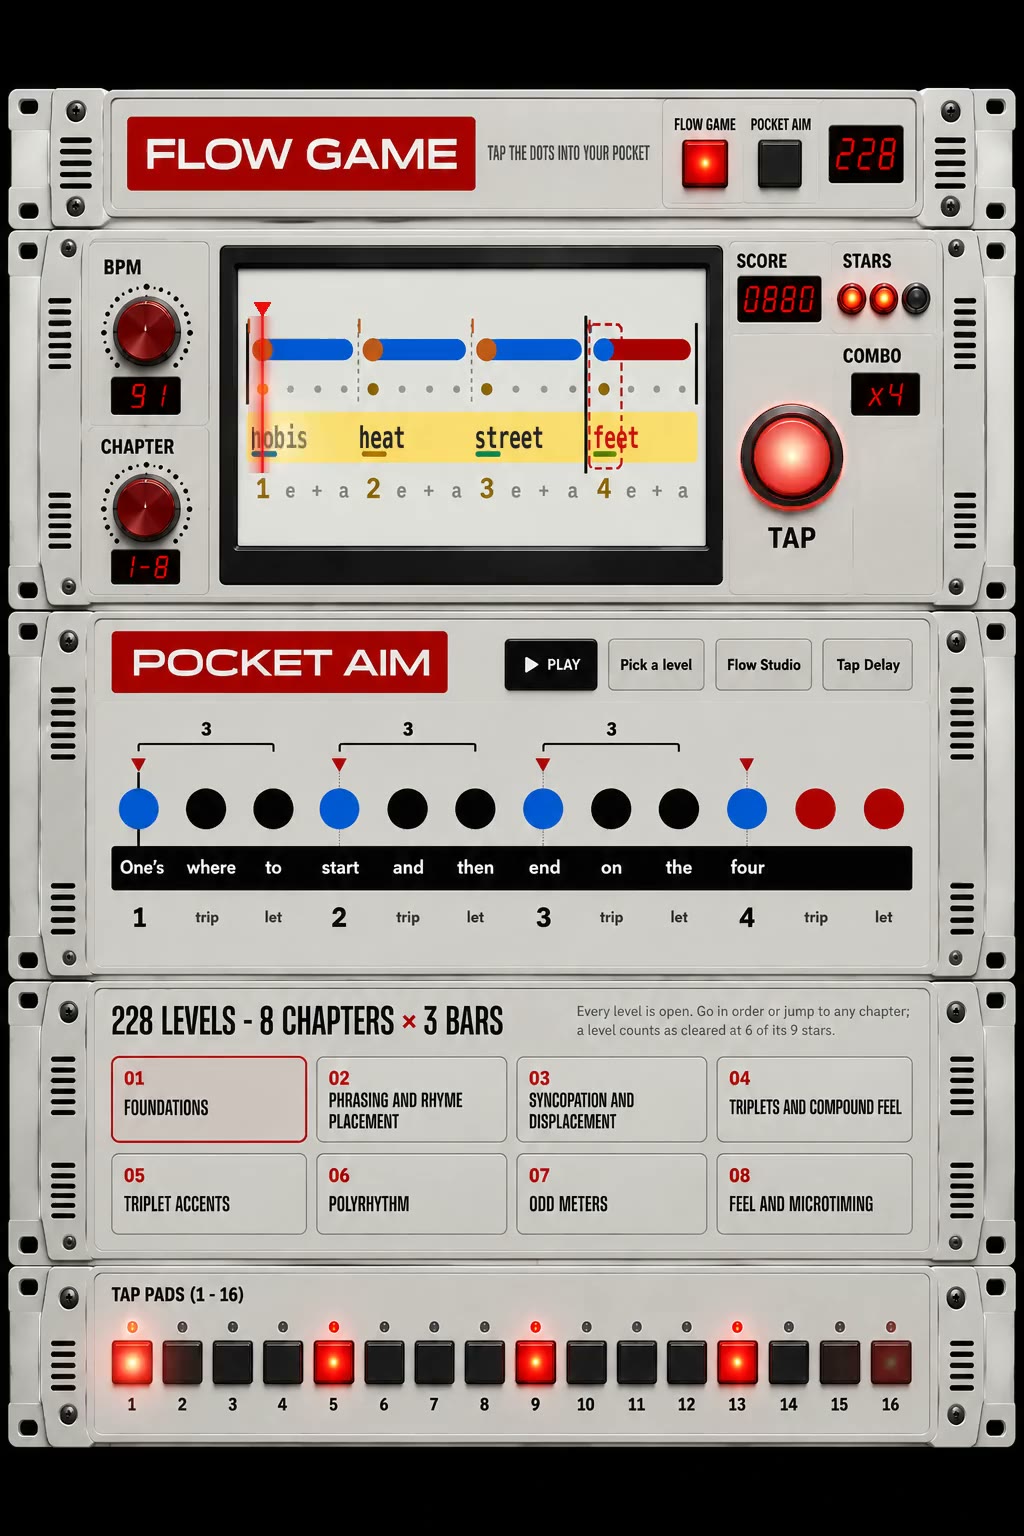 FLOW GAME
TAP THE DOTS INTO YOUR POCKET
FLOW GAME
POCKET AIM
228
BPM
91
CHAPTER
1-8
hobis heat street feet
1 e + a 2 e + a 3 e + a 4 e + a
SCORE
0880
STARS
COMBO
x4
TAP
POCKET AIM
PLAY
Pick a level
Flow Studio
Tap Delay
3 3 3
One's where to start and then end on the four
1 trip let 2 trip let 3 trip let 4 trip let
228 LEVELS - 8 CHAPTERS × 3 BARS
Every level is open. Go in order or jump to any chapter;
a level counts as cleared at 6 of its 9 stars.
01
FOUNDATIONS
02
PHRASING AND RHYME
PLACEMENT
03
SYNCOPATION AND
DISPLACEMENT
04
TRIPLETS AND COMPOUND FEEL
05
TRIPLET ACCENTS
06
POLYRHYTHM
07
ODD METERS
08
FEEL AND MICROTIMING
TAP PADS (1 - 16)
1 2 3 4 5 6 7 8 9 10 11 12 13 14 15 16